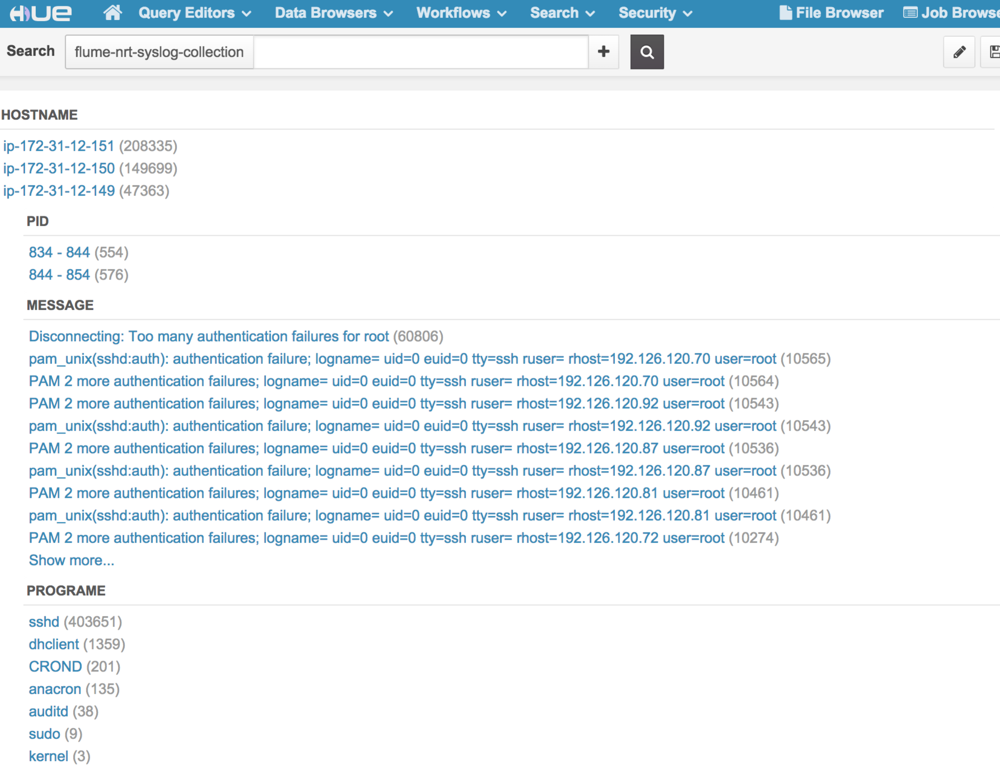 HUE Query Editors Data Browsers Workflows Search Security File Browser Job Browse
Search flume-nrt-syslog-collection
HOSTNAME
ip-172-31-12-151 (208335)
ip-172-31-12-150 (149699)
ip-172-31-12-149 (47363)
PID
834 - 844 (554)
844 - 854 (576)
MESSAGE
Disconnecting: Too many authentication failures for root (60806)
pam_unix(sshd:auth): authentication failure; logname= uid=0 euid=0 tty=ssh ruser= rhost=192.126.120.70 user=root (10565)
PAM 2 more authentication failures; logname= uid=0 euid=0 tty=ssh ruser= rhost=192.126.120.70 user=root (10564)
PAM 2 more authentication failures; logname= uid=0 euid=0 tty=ssh ruser= rhost=192.126.120.92 user=root (10543)
pam_unix(sshd:auth): authentication failure; logname= uid=0 euid=0 tty=ssh ruser= rhost=192.126.120.92 user=root (10543)
PAM 2 more authentication failures; logname= uid=0 euid=0 tty=ssh ruser= rhost=192.126.120.87 user=root (10536)
pam_unix(sshd:auth): authentication failure; logname= uid=0 euid=0 tty=ssh ruser= rhost=192.126.120.87 user=root (10536)
PAM 2 more authentication failures; logname= uid=0 euid=0 tty=ssh ruser= rhost=192.126.120.81 user=root (10461)
pam_unix(sshd:auth): authentication failure; logname= uid=0 euid=0 tty=ssh ruser= rhost=192.126.120.81 user=root (10461)
PAM 2 more authentication failures; logname= uid=0 euid=0 tty=ssh ruser= rhost=192.126.120.72 user=root (10274)
Show more...
PROGRAME
sshd (403651)
dhclient (1359)
CROND (201)
anacron (135)
auditd (38)
sudo (9)
kernel (3)